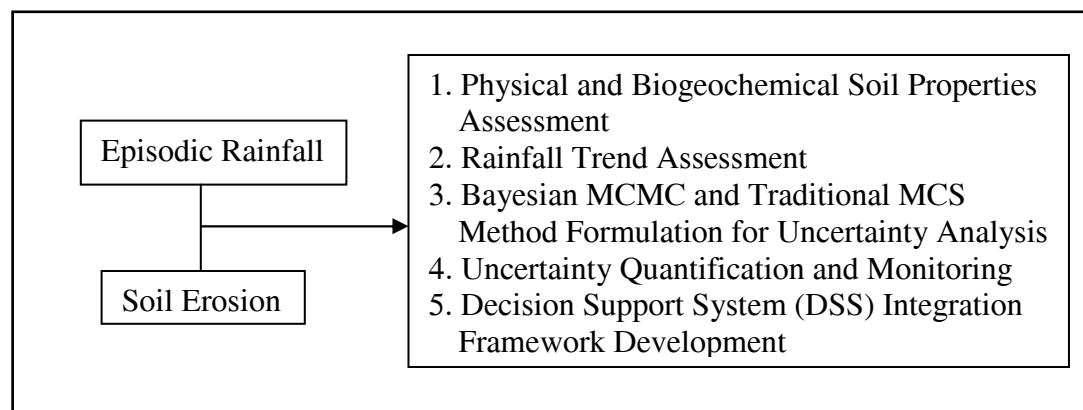 Episodic Rainfall
Soil Erosion
1. Physical and Biogeochemical Soil Properties
Assessment
2. Rainfall Trend Assessment
3. Bayesian MCMC and Traditional MCS
Method Formulation for Uncertainty Analysis
4. Uncertainty Quantification and Monitoring
5. Decision Support System (DSS) Integration
Framework Development